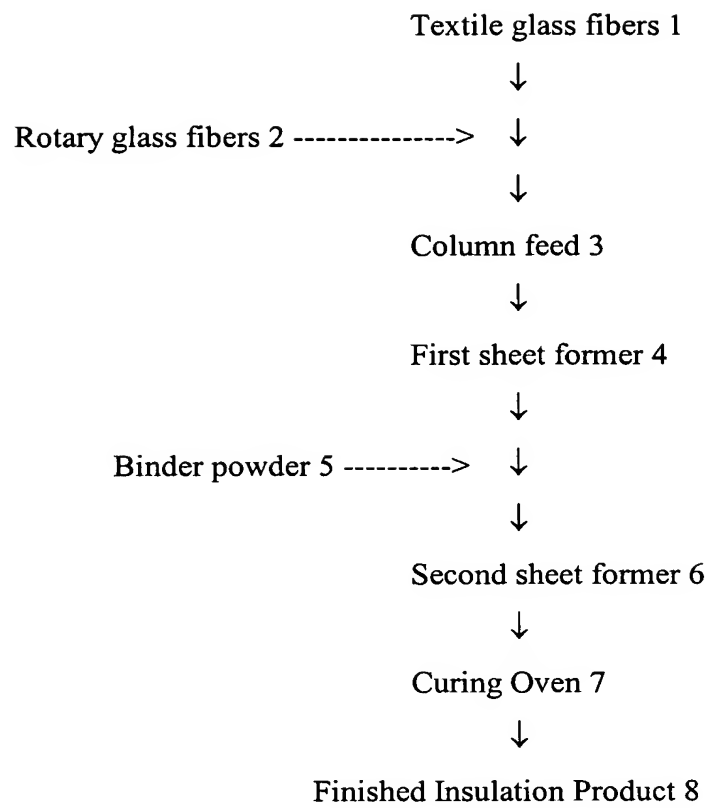 Textile glass fibers 1
↓
Rotary glass fibers 2 ---------------> ↓
↓
Column feed 3
↓
First sheet former 4
↓
Binder powder 5 ----------> ↓
↓
Second sheet former 6
↓
Curing Oven 7
↓
Finished Insulation Product 8